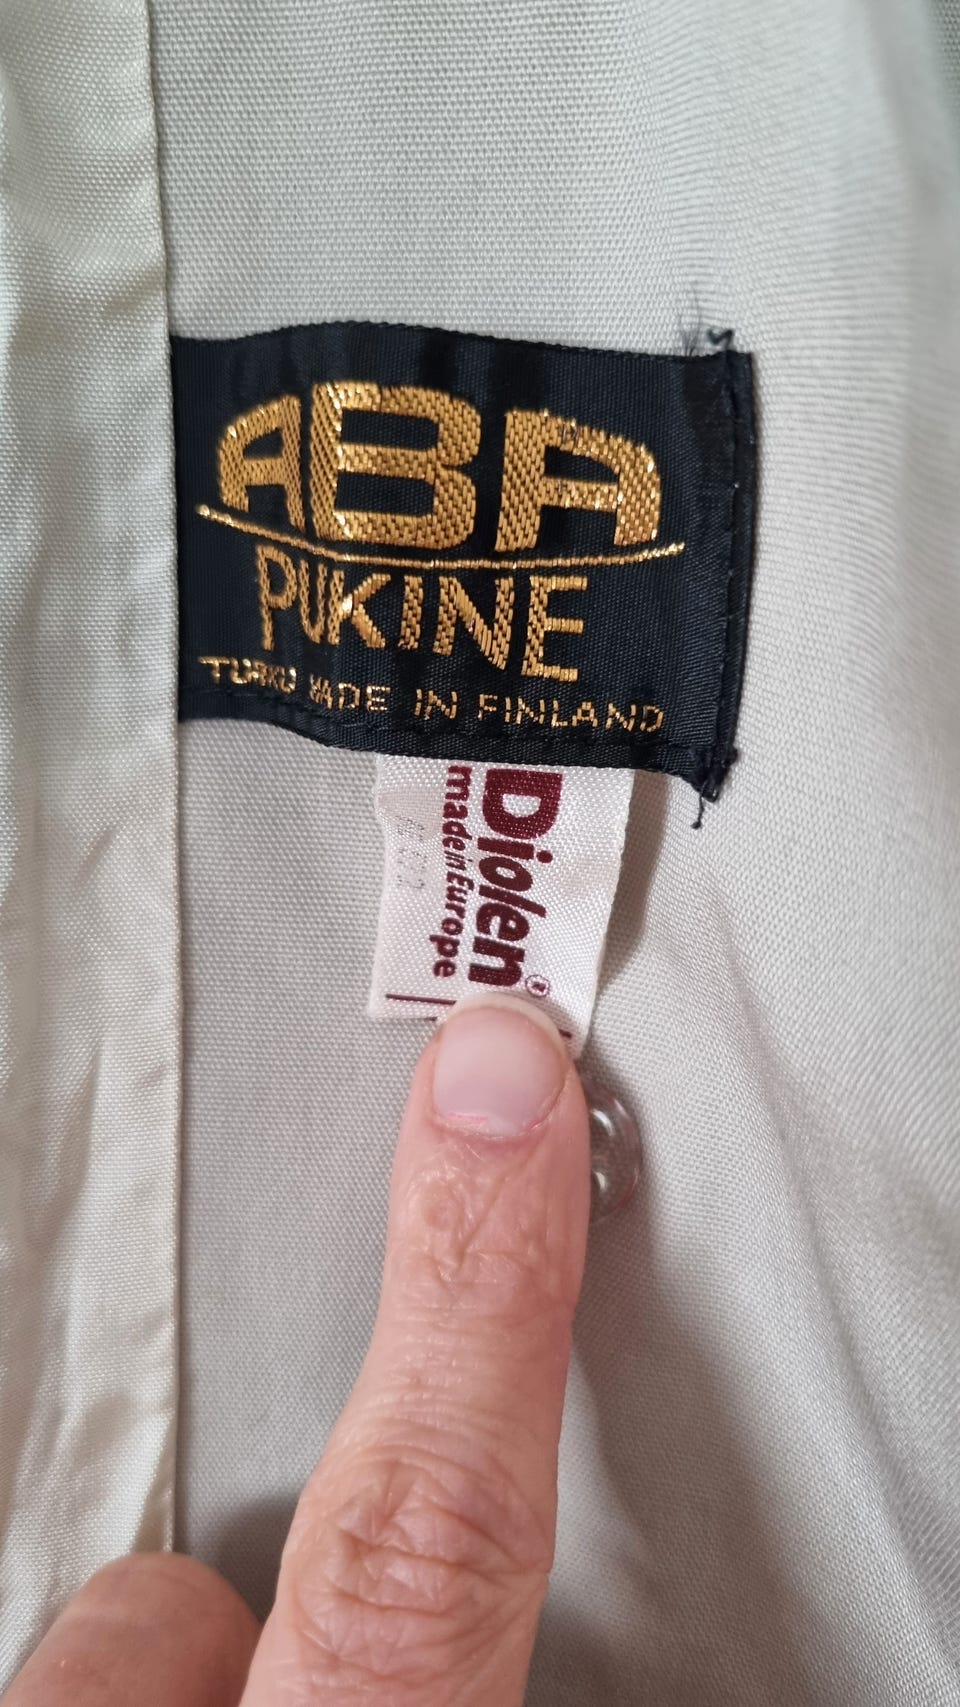 ABA
PUKINE
TURKU MADE IN FINLAND
Diolen®
made in Europe